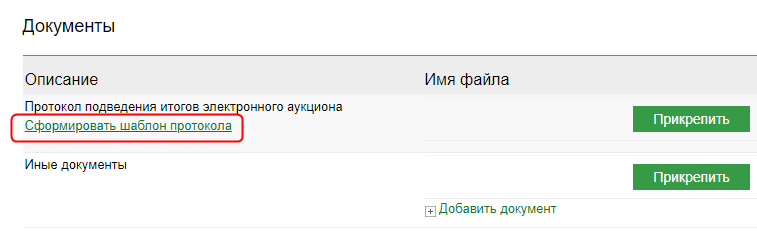 Документы
Описание Имя файла
Протокол подведения итогов электронного аукциона
Сформировать шаблон протокола
Прикрепить
Иные документы
Прикрепить
Добавить документ